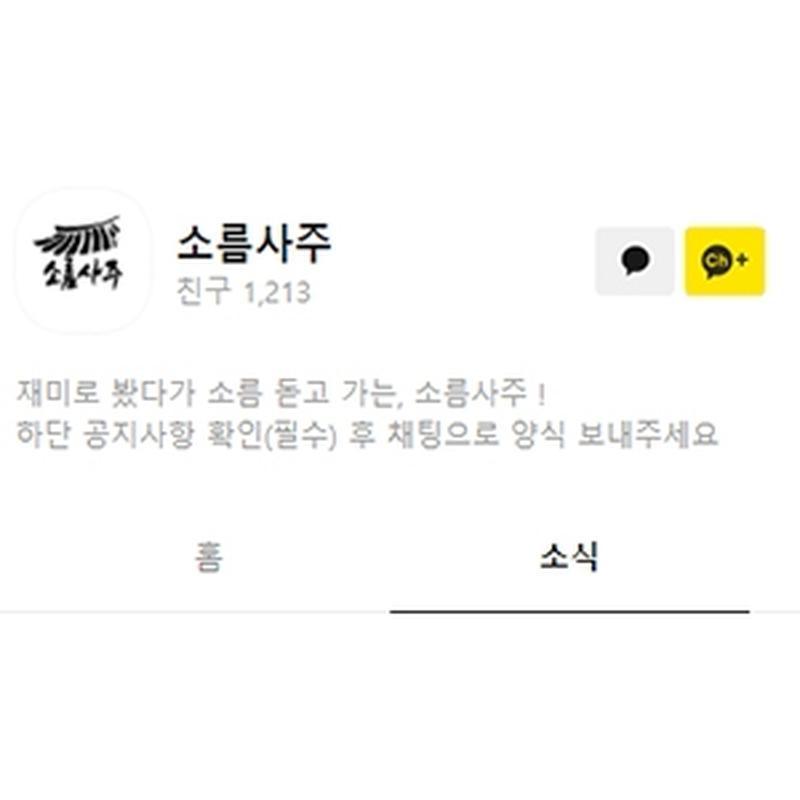 소름사주
소름사주
친구 1,213
Ch+
재미로 봤다가 소름 돋고 가는, 소름사주 !
하단 공지사항 확인(필수) 후 채팅으로 양식 보내주세요
홈
소식